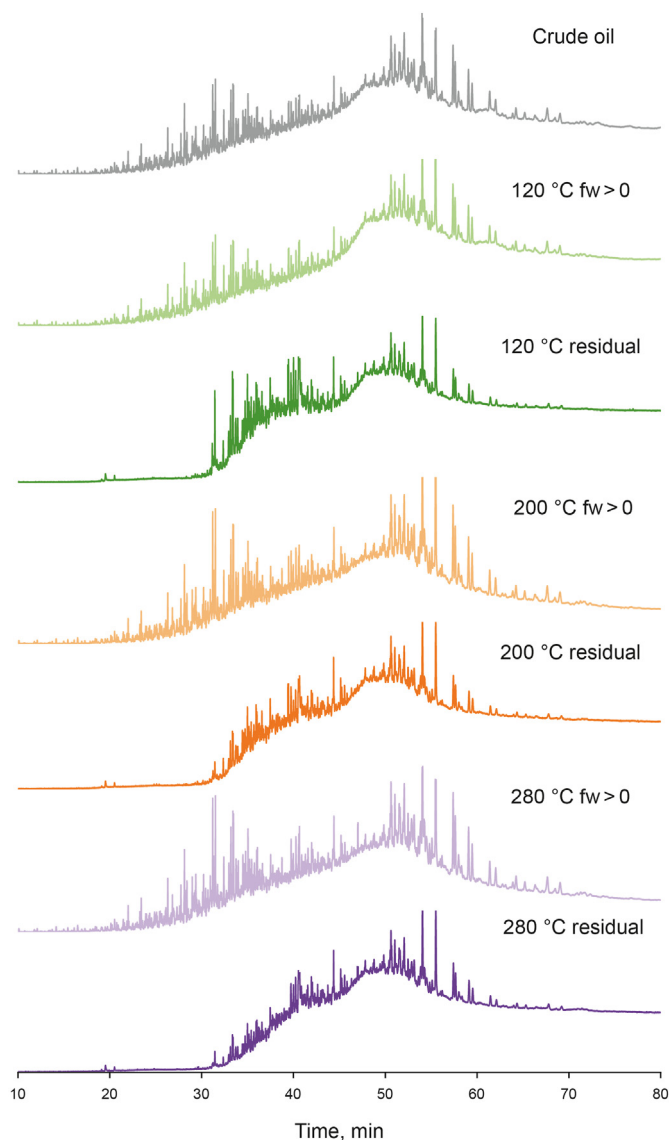 Crude oil
120 °C fw > 0
120 °C residual
200 °C fw > 0
200 °C residual
280 °C fw > 0
280 °C residual
10 20 30 40 50 60 70 80
Time, min